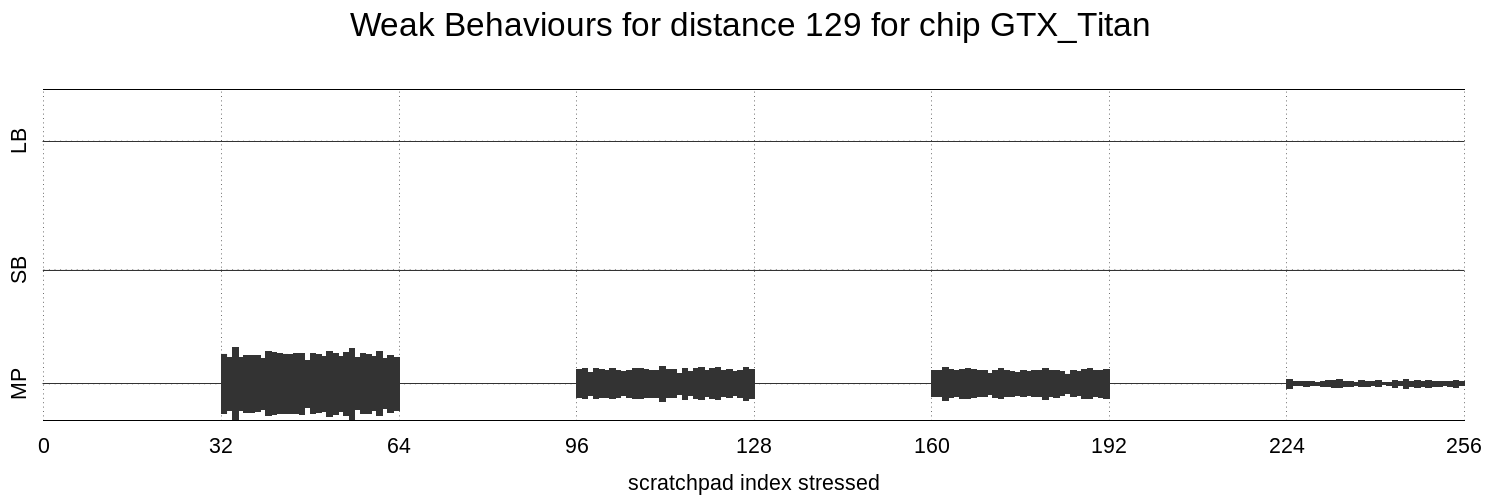 Weak Behaviours for distance 129 for chip GTX_Titan
LB
SB
MP
0 32 64 96 128 160 192 224 256
scratchpad index stressed